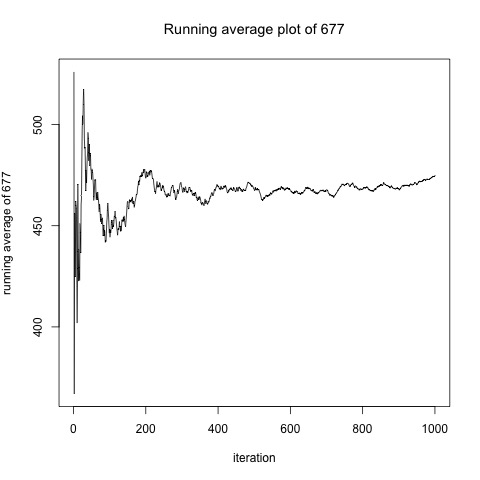 Running average plot of 677
running average of 677
500
450
400
0 200 400 600 800 1000
iteration